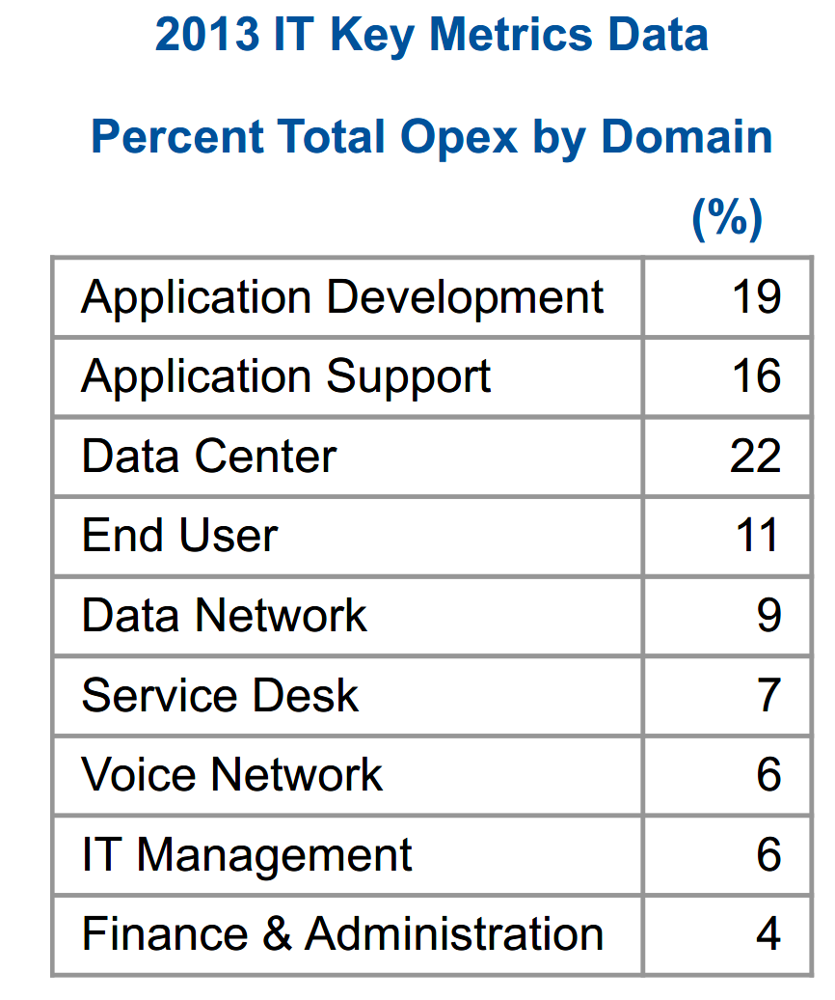 2013 IT Key Metrics Data
Percent Total Opex by Domain
(%)
Application Development 19
Application Support 16
Data Center 22
End User 11
Data Network 9
Service Desk 7
Voice Network 6
IT Management 6
Finance & Administration 4